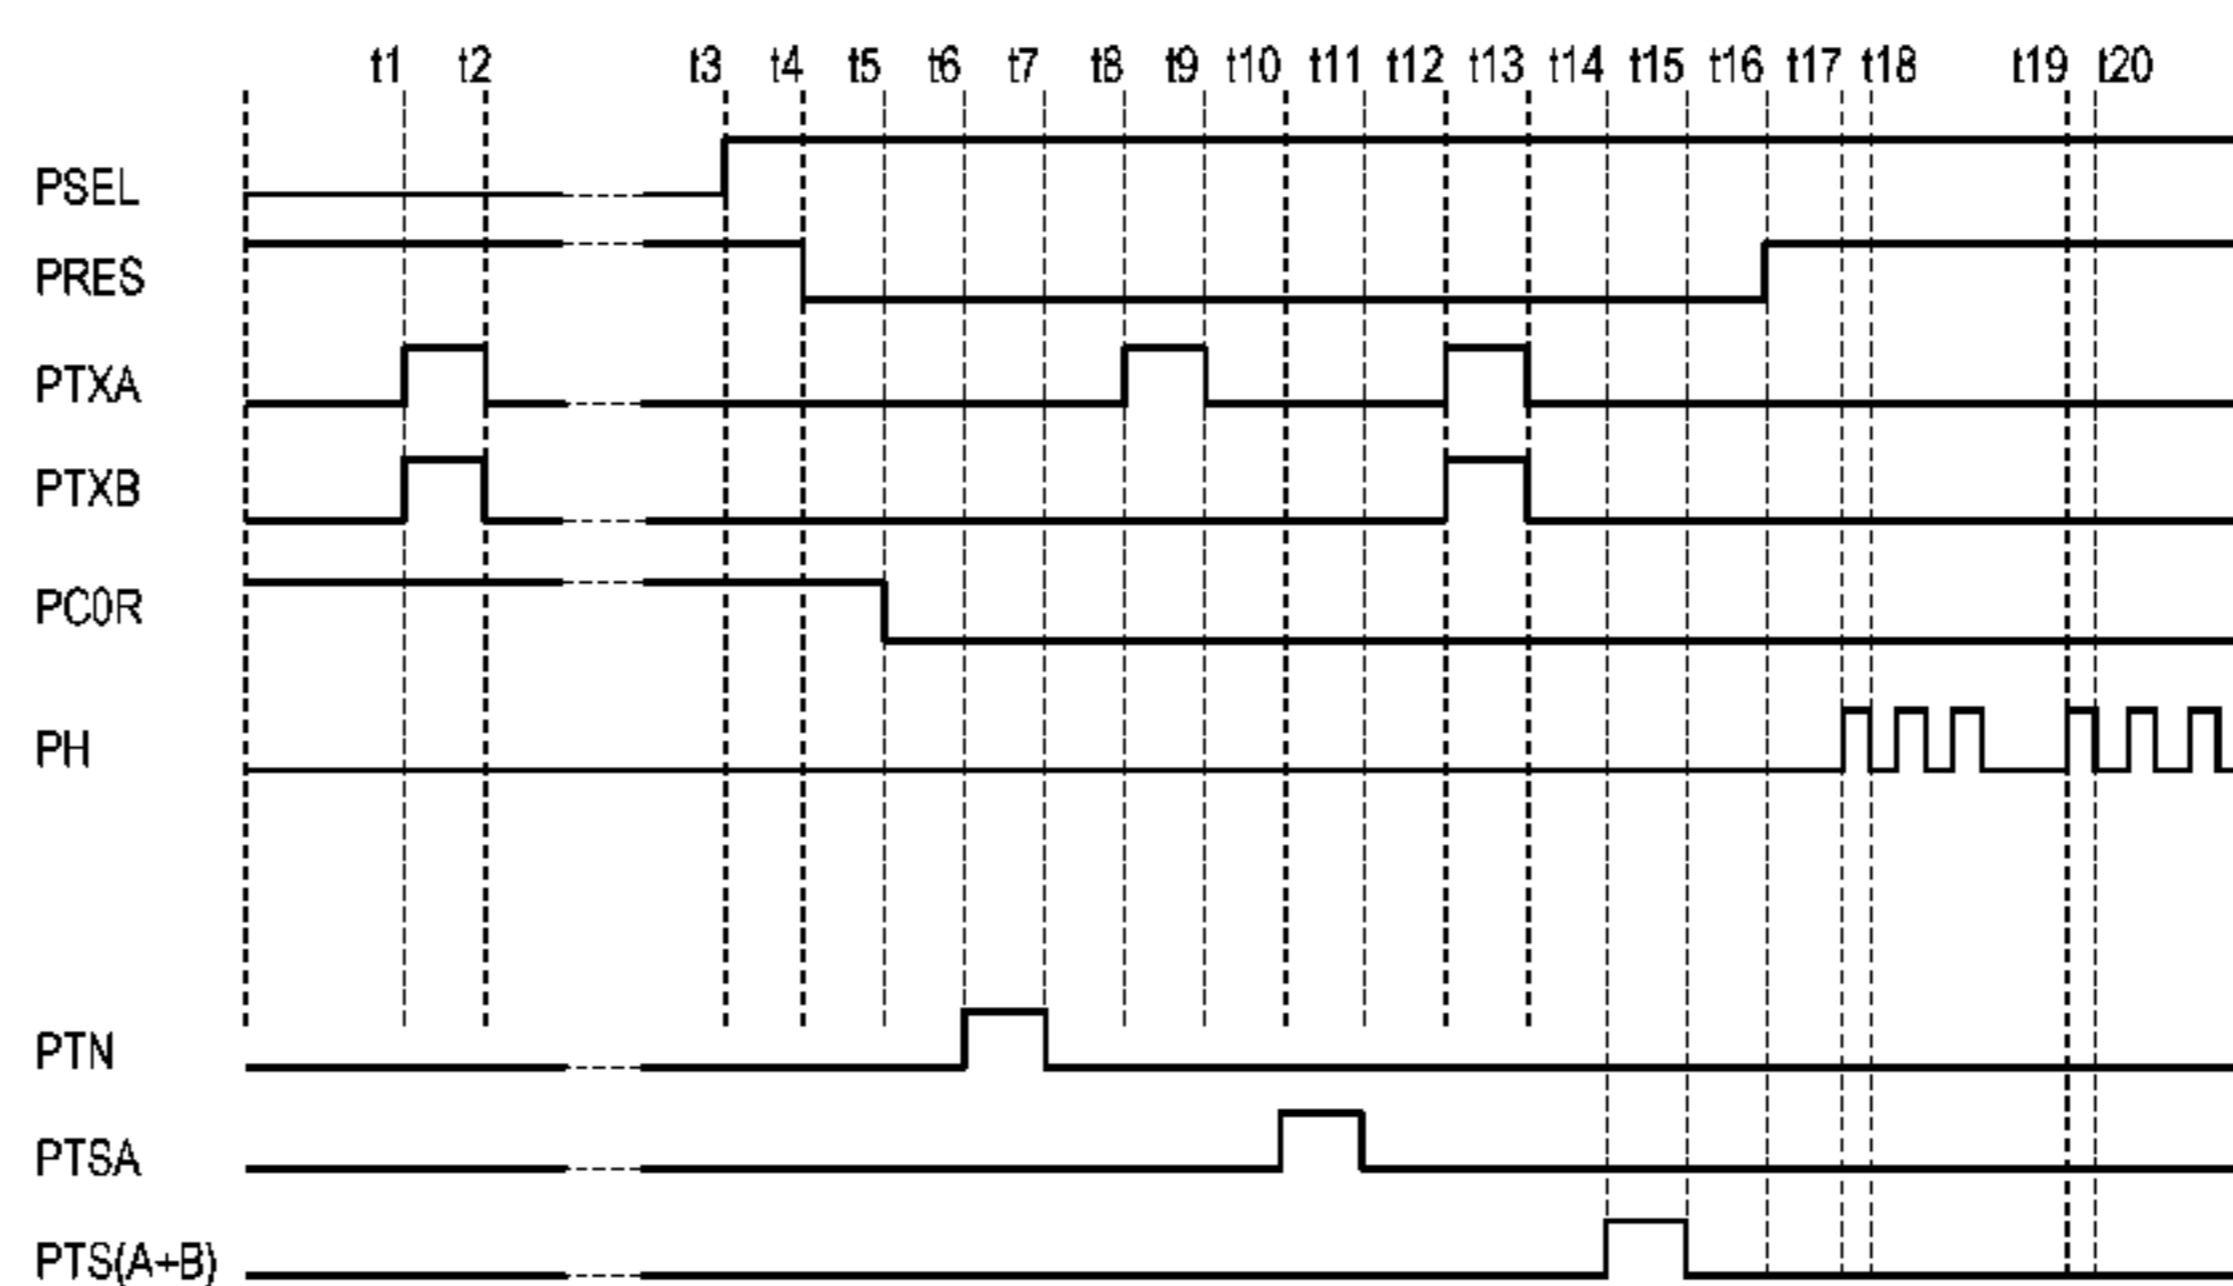 t1 t2 t3 t4 t5 t6 t7 t8 t9 t10 t11 t12 t13 t14 t15 t16 t17 t18 t19 t20
PSEL
PRES
PTXA
PTXB
PC0R
PH
PTN
PTSA
PTS(A+B)